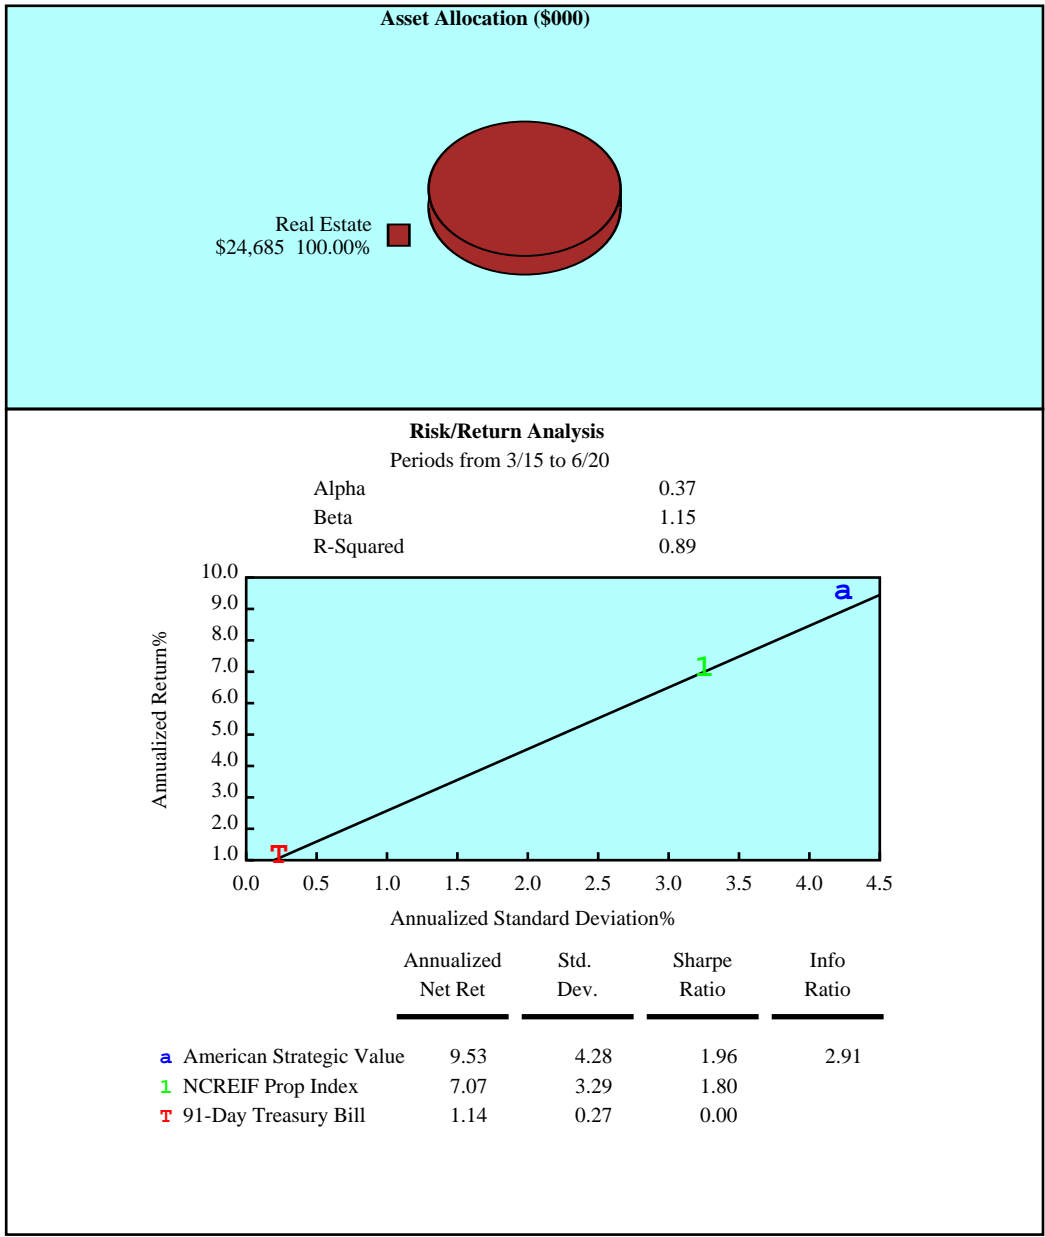 Asset Allocation ($000)
Real Estate
$24,685 100.00%
Risk/Return Analysis
Periods from 3/15 to 6/20
Alpha 0.37
Beta 1.15
R-Squared 0.89
10.0
9.0
8.0
7.0
6.0
5.0
4.0
3.0
2.0
1.0
Annualized Return%
a
1
T
0.0 0.5 1.0 1.5 2.0 2.5 3.0 3.5 4.0 4.5
Annualized Standard Deviation%
Annualized Std. Sharpe Info
Net Ret Dev. Ratio Ratio
a American Strategic Value 9.53 4.28 1.96 2.91
1 NCREIF Prop Index 7.07 3.29 1.80
T 91-Day Treasury Bill 1.14 0.27 0.00